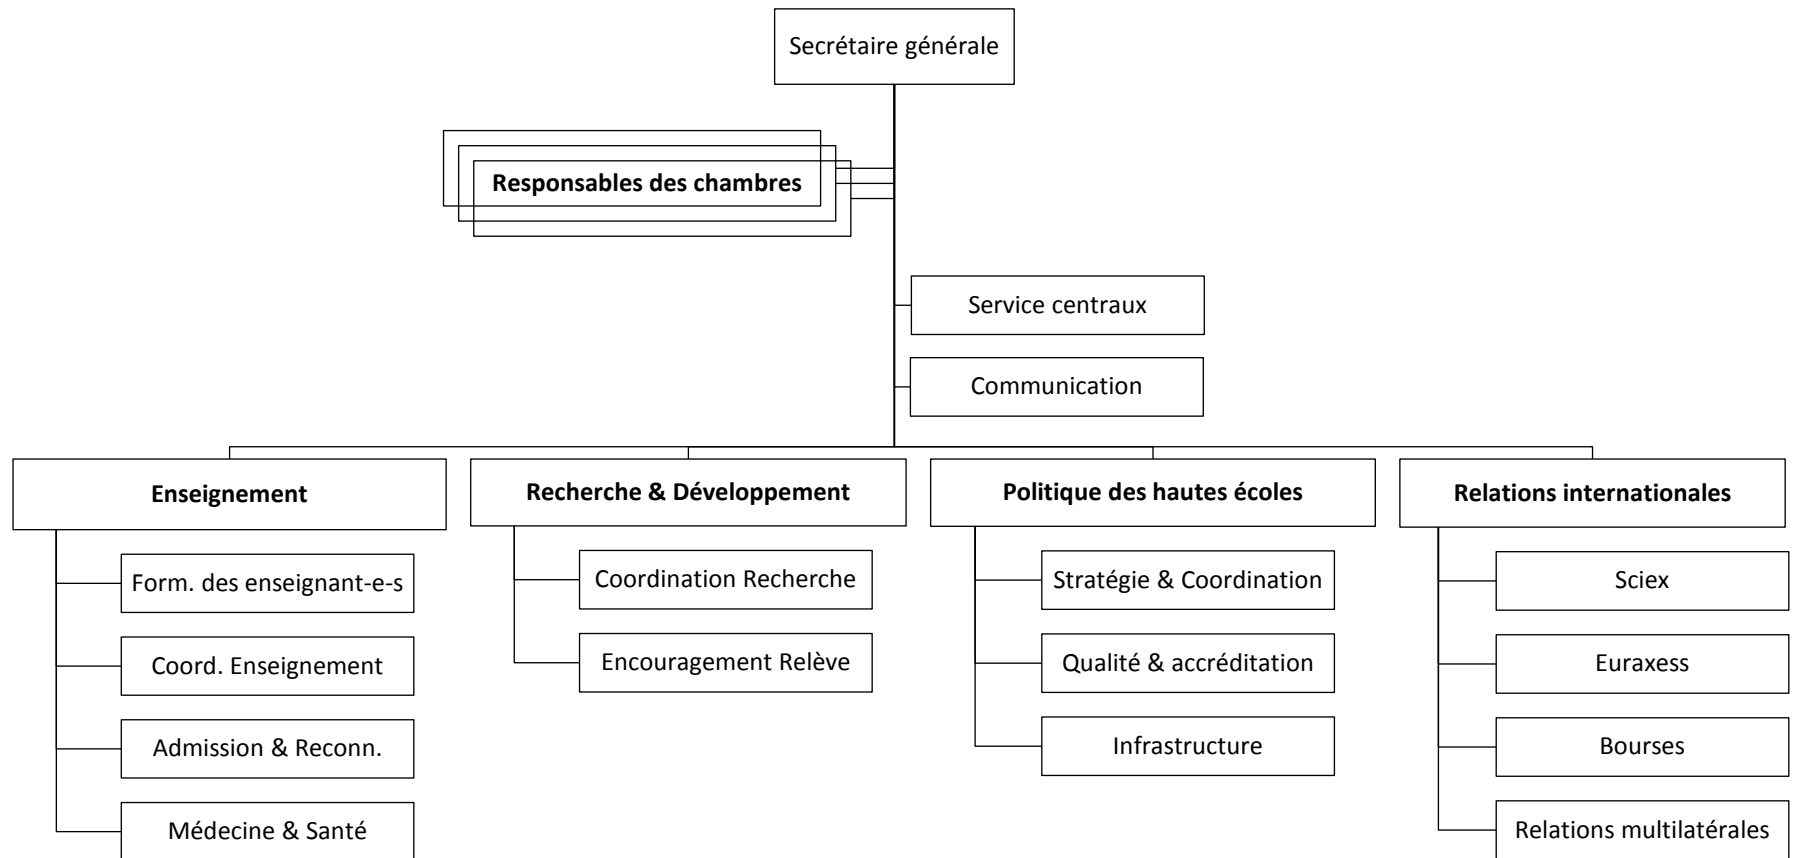 Secrétaire générale
Responsables des chambres
Service centraux
Communication
Enseignement
Form. des enseignant-e-s
Coord. Enseignement
Admission & Reconn.
Médecine & Santé
Recherche & Développement
Coordination Recherche
Encouragement Relève
Politique des hautes écoles
Stratégie & Coordination
Qualité & accréditation
Infrastructure
Relations internationales
Sciex
Euraxess
Bourses
Relations multilatérales